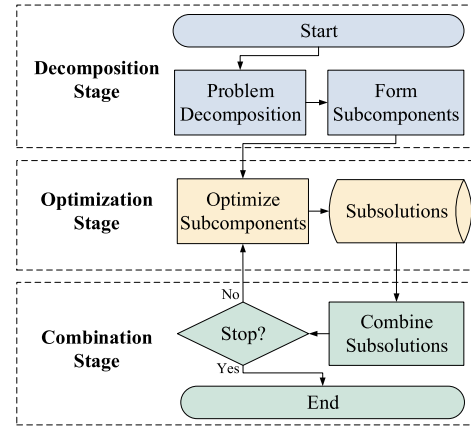 Start
Decomposition
Stage
Problem
Decomposition
Form
Subcomponents
Optimization
Stage
Optimize
Subcomponents
Subsolutions
No
Combination
Stage
Stop?
Combine
Subsolutions
Yes
End